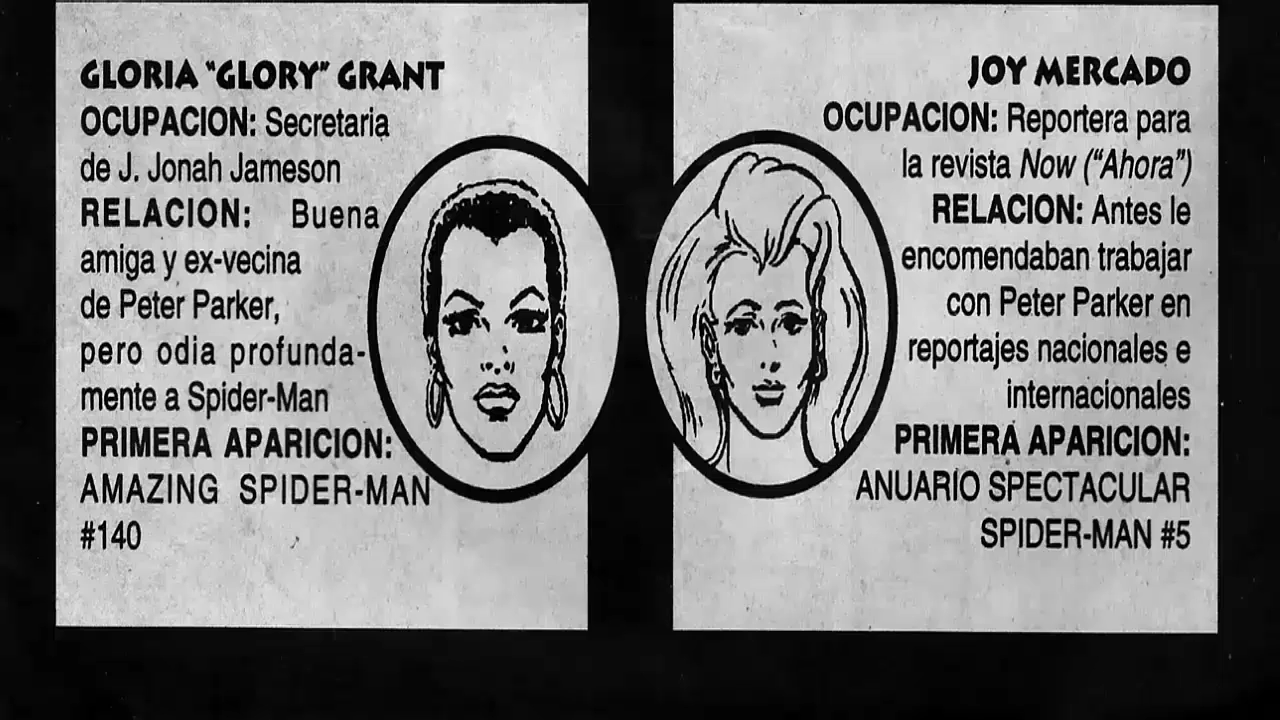 GLORIA "GLORY" GRANT
OCUPACION: Secretaria
de J. Jonah Jameson
RELACION: Buena
amiga y ex-vecina
de Peter Parker,
pero odia profunda-
mente a Spider-Man
PRIMERA APARICION:
AMAZING SPIDER-MAN
#140
JOY MERCADO
OCUPACION: Reportera para
la revista Now ("Ahora")
RELACION: Antes le
encomendaban trabajar
con Peter Parker en
reportajes nacionales e
internacionales
PRIMERA APARICION:
ANUARIO SPECTACULAR
SPIDER-MAN #5